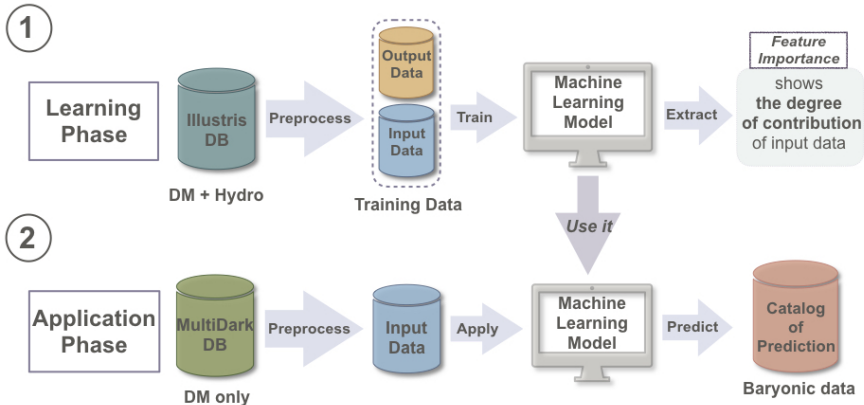 1
Learning
Phase
Illustris
DB
DM + Hydro
Preprocess
Output
Data
Input
Data
Training Data
Train
Machine
Learning
Model
Extract
Feature
Importance
shows
the degree
of contribution
of input data
Use it
2
Application
Phase
MultiDark
DB
DM only
Preprocess
Input
Data
Apply
Machine
Learning
Model
Predict
Catalog
of
Prediction
Baryonic data